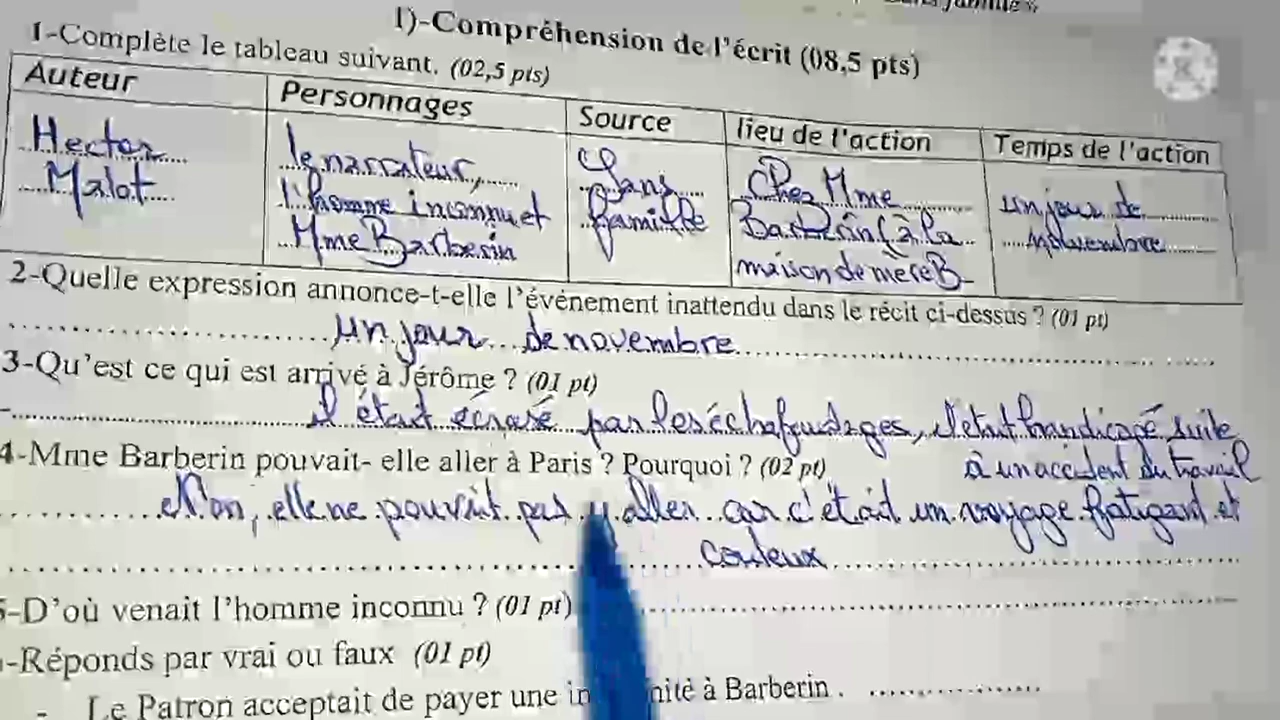 I)-Compréhension de l'écrit (08,5 pts)
1-Complète le tableau suivant. (02,5 pts)
Auteur Personnages Source lieu de l'action Temps de l'action
Hector le narrateur, Sans Chez Mme un jour de
Malot l'homme inconnu et famille Barberin (à la novembre
Mme Barberin maison de mère B
2-Quelle expression annonce-t-elle l'événement inattendu dans le récit ci-dessus ? (01 pt)
un jour de novembre
3-Qu'est ce qui est arrivé à Jérôme ? (01 pt)
Il était écrasé par les échafaudages, il était handicapé suite
à un accident du travail
4-Mme Barberin pouvait- elle aller à Paris ? Pourquoi ? (02 pt)
Non, elle ne pouvait pas y aller car c'était un voyage fatigant et
couteux
5-D'où venait l'homme inconnu ? (01 pt)
-Réponds par vrai ou faux (01 pt)
- Le Patron acceptait de payer une à Barberin .